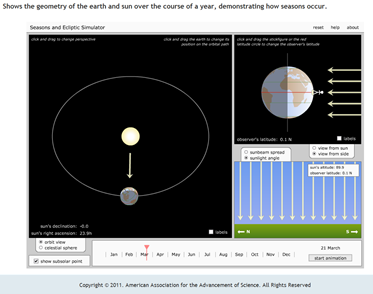 Shows the geometry of the earth and sun over the course of a year, demonstrating how seasons occur.
Seasons and Ecliptic Simulator
reset help about
click and drag to change perspective
click and drag the earth to change its
position on the orbital path
click and drag the stickfigure or the red
latitude circle to change the observer's latitude
observer's latitude: 0.1 N
labels
sunbeam spread
sunlight angle
view from sun
view from side
sun's altitude: 89.9
observer latitude: 0.1 N
N
S
sun's declination: -0.0
sun's right ascension: 23.9h
labels
orbit view
celestial sphere
show subsolar point
Jan Feb Mar Apr May Jun Jul Aug Sep Oct Nov Dec
21 March
start animation
Copyright © 2011. American Association for the Advancement of Science. All Rights Reserved